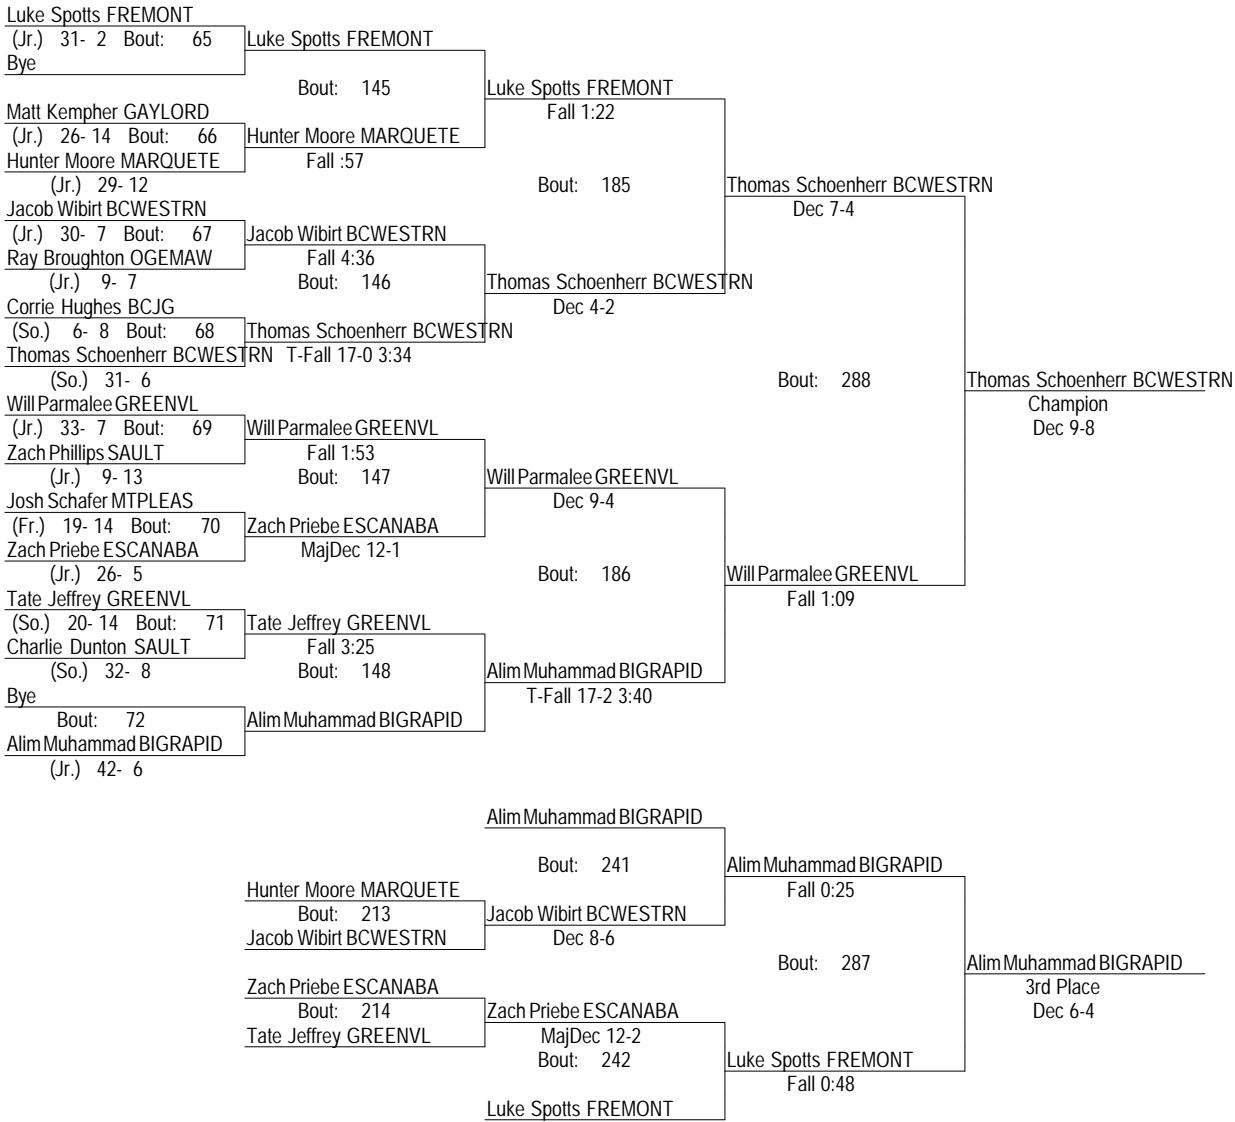 Luke Spotts FREMONT
(Jr.) 31- 2 Bout: 65 Luke Spotts FREMONT
Bye
Bout: 145 Luke Spotts FREMONT
Matt Kempher GAYLORD Fall 1:22
(Jr.) 26- 14 Bout: 66 Hunter Moore MARQUETE
Hunter Moore MARQUETE Fall :57
(Jr.) 29- 12 Bout: 185 Thomas Schoenherr BCWESTRN
Jacob Wibirt BCWESTRN Dec 7-4
(Jr.) 30- 7 Bout: 67 Jacob Wibirt BCWESTRN
Ray Broughton OGEMAW Fall 4:36
(Jr.) 9- 7 Bout: 146 Thomas Schoenherr BCWESTRN
Corrie Hughes BCJG Dec 4-2
(So.) 6- 8 Bout: 68 Thomas Schoenherr BCWESTRN
Thomas Schoenherr BCWESTRN T-Fall 17-0 3:34
(So.) 31- 6 Bout: 288 Thomas Schoenherr BCWESTRN
Will Parmalee GREENVL Champion
(Jr.) 33- 7 Bout: 69 Will Parmalee GREENVL Dec 9-8
Zach Phillips SAULT Fall 1:53
(Jr.) 9- 13 Bout: 147 Will Parmalee GREENVL
Josh Schafer MTPLEAS Dec 9-4
(Fr.) 19- 14 Bout: 70 Zach Priebe ESCANABA
Zach Priebe ESCANABA MajDec 12-1
(Jr.) 26- 5 Bout: 186 Will Parmalee GREENVL
Tate Jeffrey GREENVL Fall 1:09
(So.) 20- 14 Bout: 71 Tate Jeffrey GREENVL
Charlie Dunton SAULT Fall 3:25
(So.) 32- 8 Bout: 148 Alim Muhammad BIGRAPID
Bye T-Fall 17-2 3:40
Bout: 72 Alim Muhammad BIGRAPID
Alim Muhammad BIGRAPID
(Jr.) 42- 6
Alim Muhammad BIGRAPID
Bout: 241 Alim Muhammad BIGRAPID
Hunter Moore MARQUETE Fall 0:25
Bout: 213 Jacob Wibirt BCWESTRN
Jacob Wibirt BCWESTRN Dec 8-6
Bout: 287 Alim Muhammad BIGRAPID
Zach Priebe ESCANABA 3rd Place
Bout: 214 Zach Priebe ESCANABA Dec 6-4
Tate Jeffrey GREENVL MajDec 12-2
Bout: 242 Luke Spotts FREMONT
Fall 0:48
Luke Spotts FREMONT